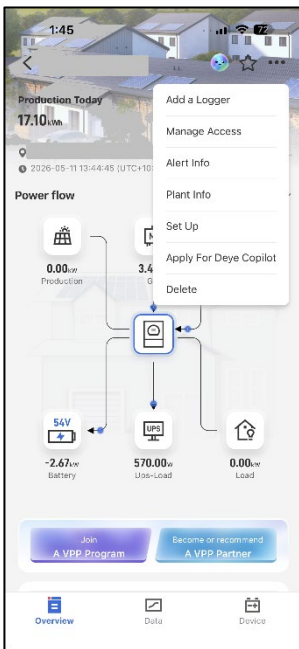 1:45
72
Production Today
17.10kWh
2026-05-11 13:44:45 (UTC+10
Add a Logger
Manage Access
Alert Info
Plant Info
Set Up
Apply For Deye Copilot
Delete
Power flow
0.00kW
Production
3.4
G
54V
UPS
-2.67kW
Battery
570.00w
Ups-Load
0.00kW
Load
Join
A VPP Program
Become or recommend
A VPP Partner
Overview
Data
Device